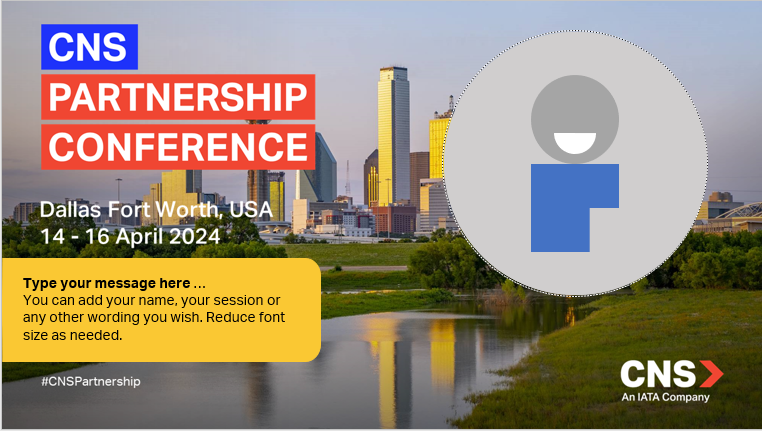 CNS
PARTNERSHIP
CONFERENCE
Dallas Fort Worth, USA
14 - 16 April 2024
Type your message here ...
You can add your name, your session or
any other wording you wish. Reduce font
size as needed.
#CNSPartnership
CNS
An IATA Company